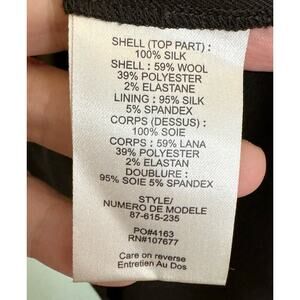 SHELL (TOP PART) :
100% SILK
SHELL : 59% WOOL
39% POLYESTER
2% ELASTANE
LINING : 95% SILK
5% SPANDEX
CORPS (DESSUS) :
100% SOIE
CORPS : 59% LANA
39% POLYESTER
2% ELASTAN
DOUBLURE :
95% SOIE 5% SPANDEX
STYLE/
NUMERO DE MODELE
87-615-235
PO#4163
RN#107677
Care on reverse
Entretien Au Dos